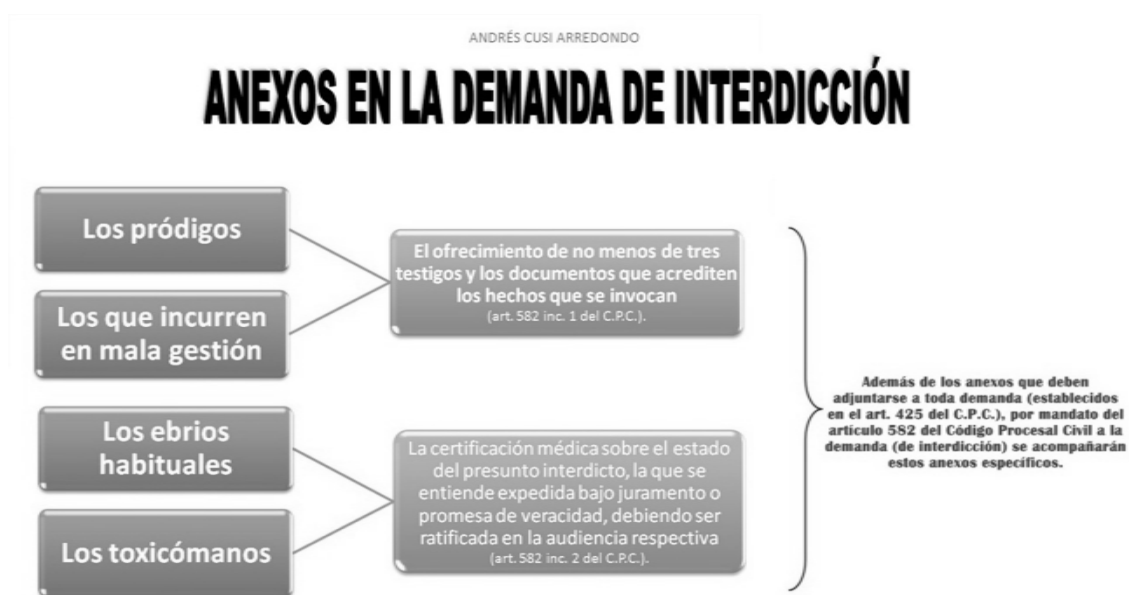 ANDRÉS CUSI ARREDONDO
ANEXOS EN LA DEMANDA DE INTERDICCIÓN
Los pródigos
Los que incurren
en mala gestión
El ofrecimiento de no menos de tres
testigos y los documentos que acrediten
los hechos que se invocan
(art. 582 inc. 1 del C.P.C.).
Los ebrios
habituales
Los toxicómanos
La certificación médica sobre el estado
del presunto interdicto, la que se
entiende expedida bajo juramento o
promesa de veracidad, debiendo ser
ratificada en la audiencia respectiva
(art. 582 inc. 2 del C.P.C.).
Además de los anexos que deben
adjuntarse a toda demanda (establecidos
en el art. 425 del C.P.C.), por mandato del
artículo 582 del Código Procesal Civil a la
demanda (de interdicción) se acompañarán
estos anexos específicos.